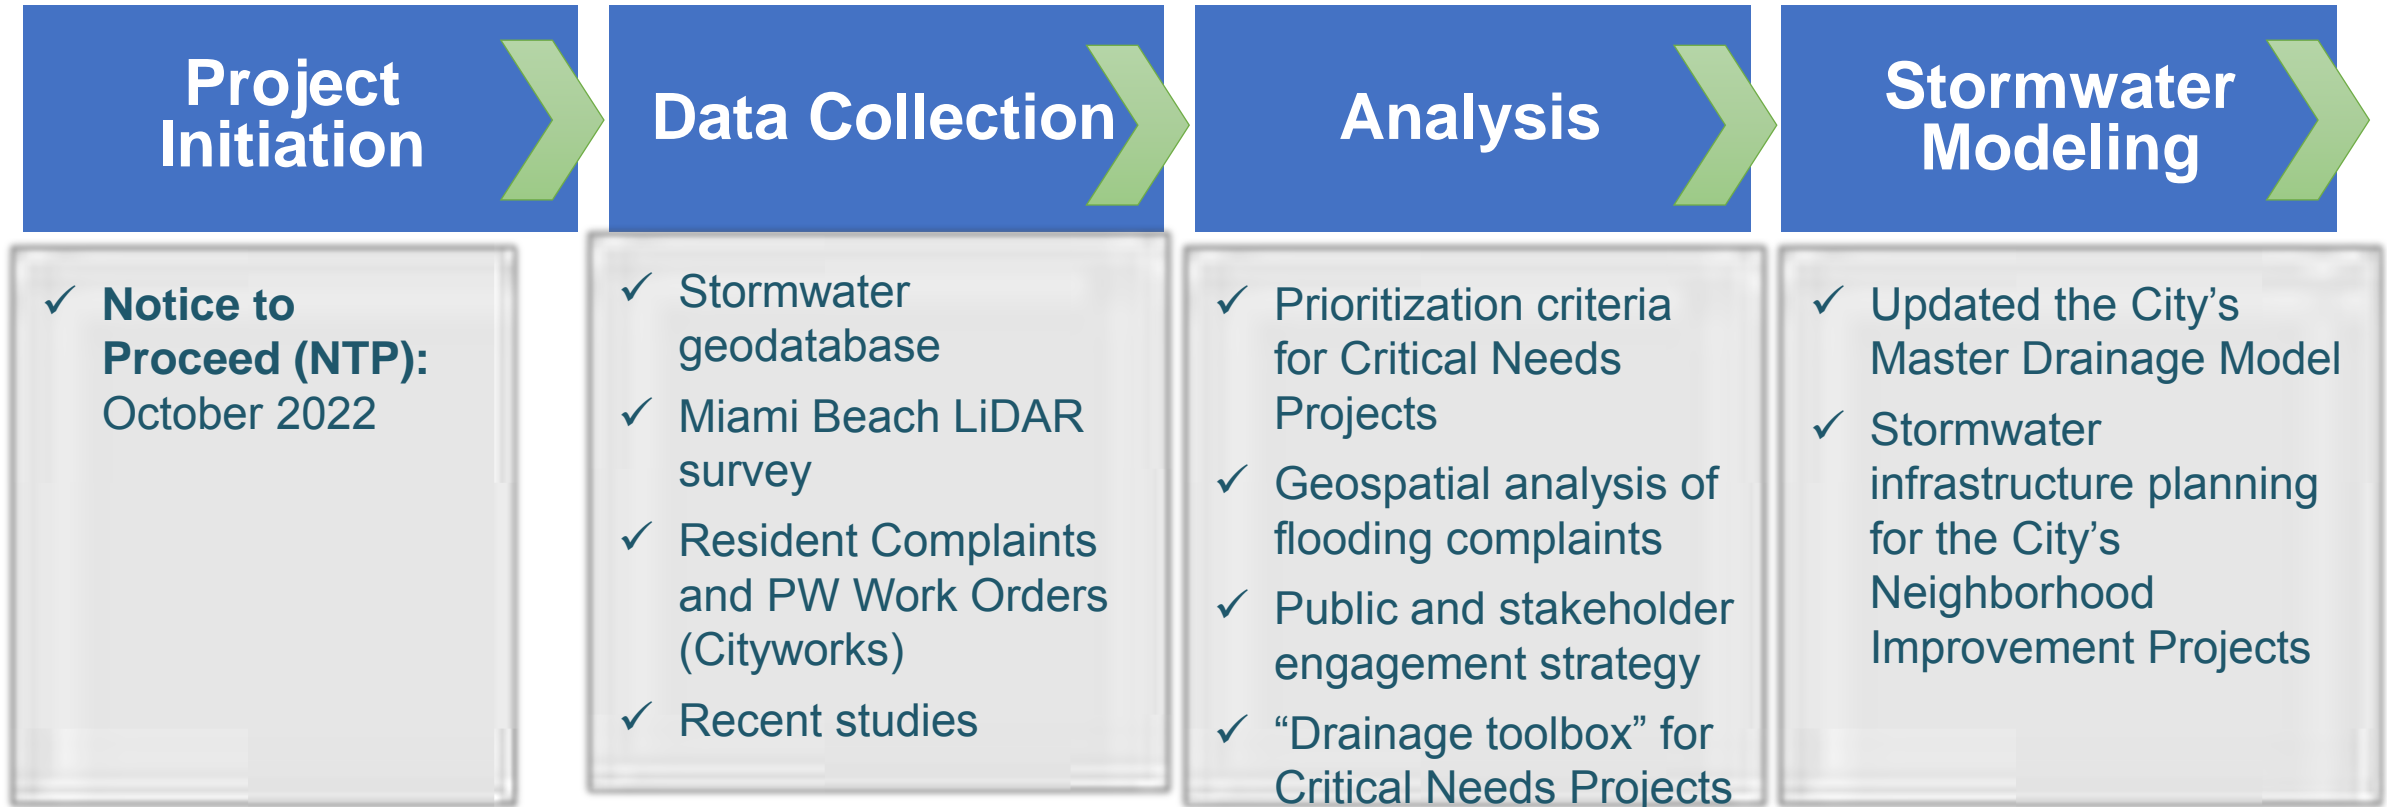 Project
Initiation
✓ Notice to
Proceed (NTP):
October 2022
Data Collection
✓ Stormwater
geodatabase
✓ Miami Beach LiDAR
survey
✓ Resident Complaints
and PW Work Orders
(Cityworks)
✓ Recent studies
Analysis
✓ Prioritization criteria
for Critical Needs
Projects
✓ Geospatial analysis of
flooding complaints
✓ Public and stakeholder
engagement strategy
✓ “Drainage toolbox” for
Critical Needs Projects
Stormwater
Modeling
✓ Updated the City’s
Master Drainage Model
✓ Stormwater
infrastructure planning
for the City’s
Neighborhood
Improvement Projects